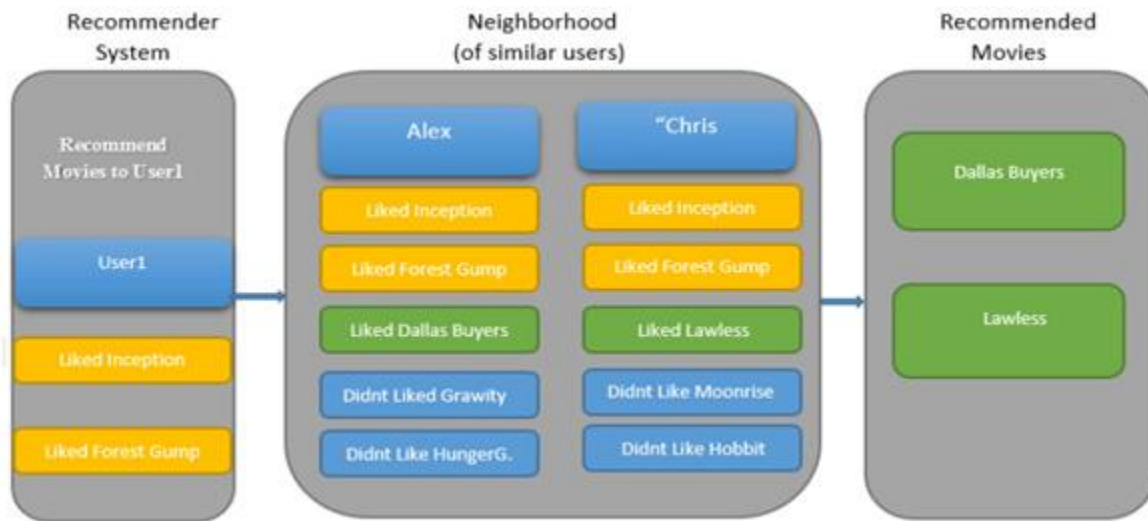 Recommender
System
Recommend
Movies to User1
User1
Liked Inception
Liked Forest Gump
Neighborhood
(of similar users)
Alex
Liked Inception
Liked Forest Gump
Liked Dallas Buyers
Didnt Liked Grawity
Didnt Like HungerG.
"Chris
Liked Inception
Liked Forest Gump
Liked Lawless
Didnt Like Moonrise
Didnt Like Hobbit
Recommended
Movies
Dallas Buyers
Lawless